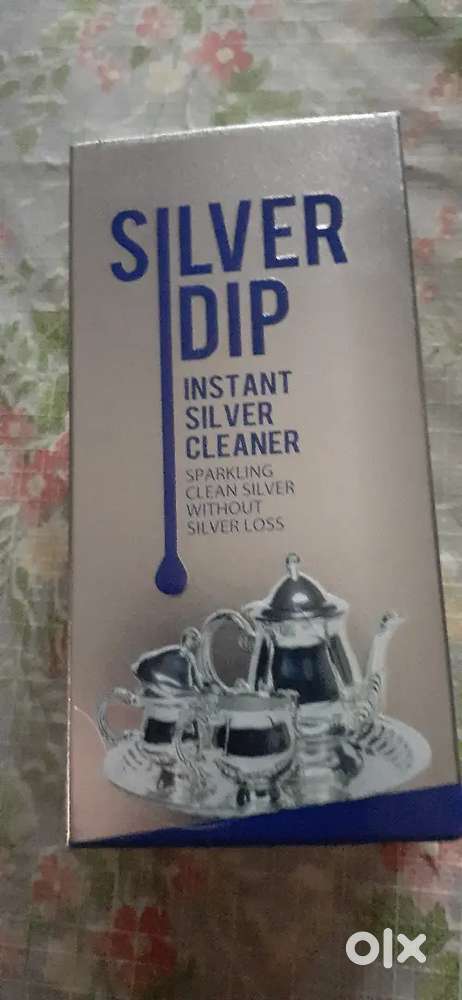 SILVER
DIP
INSTANT
SILVER
CLEANER
SPARKLING
CLEAN SILVER
WITHOUT
SILVER LOSS
olx